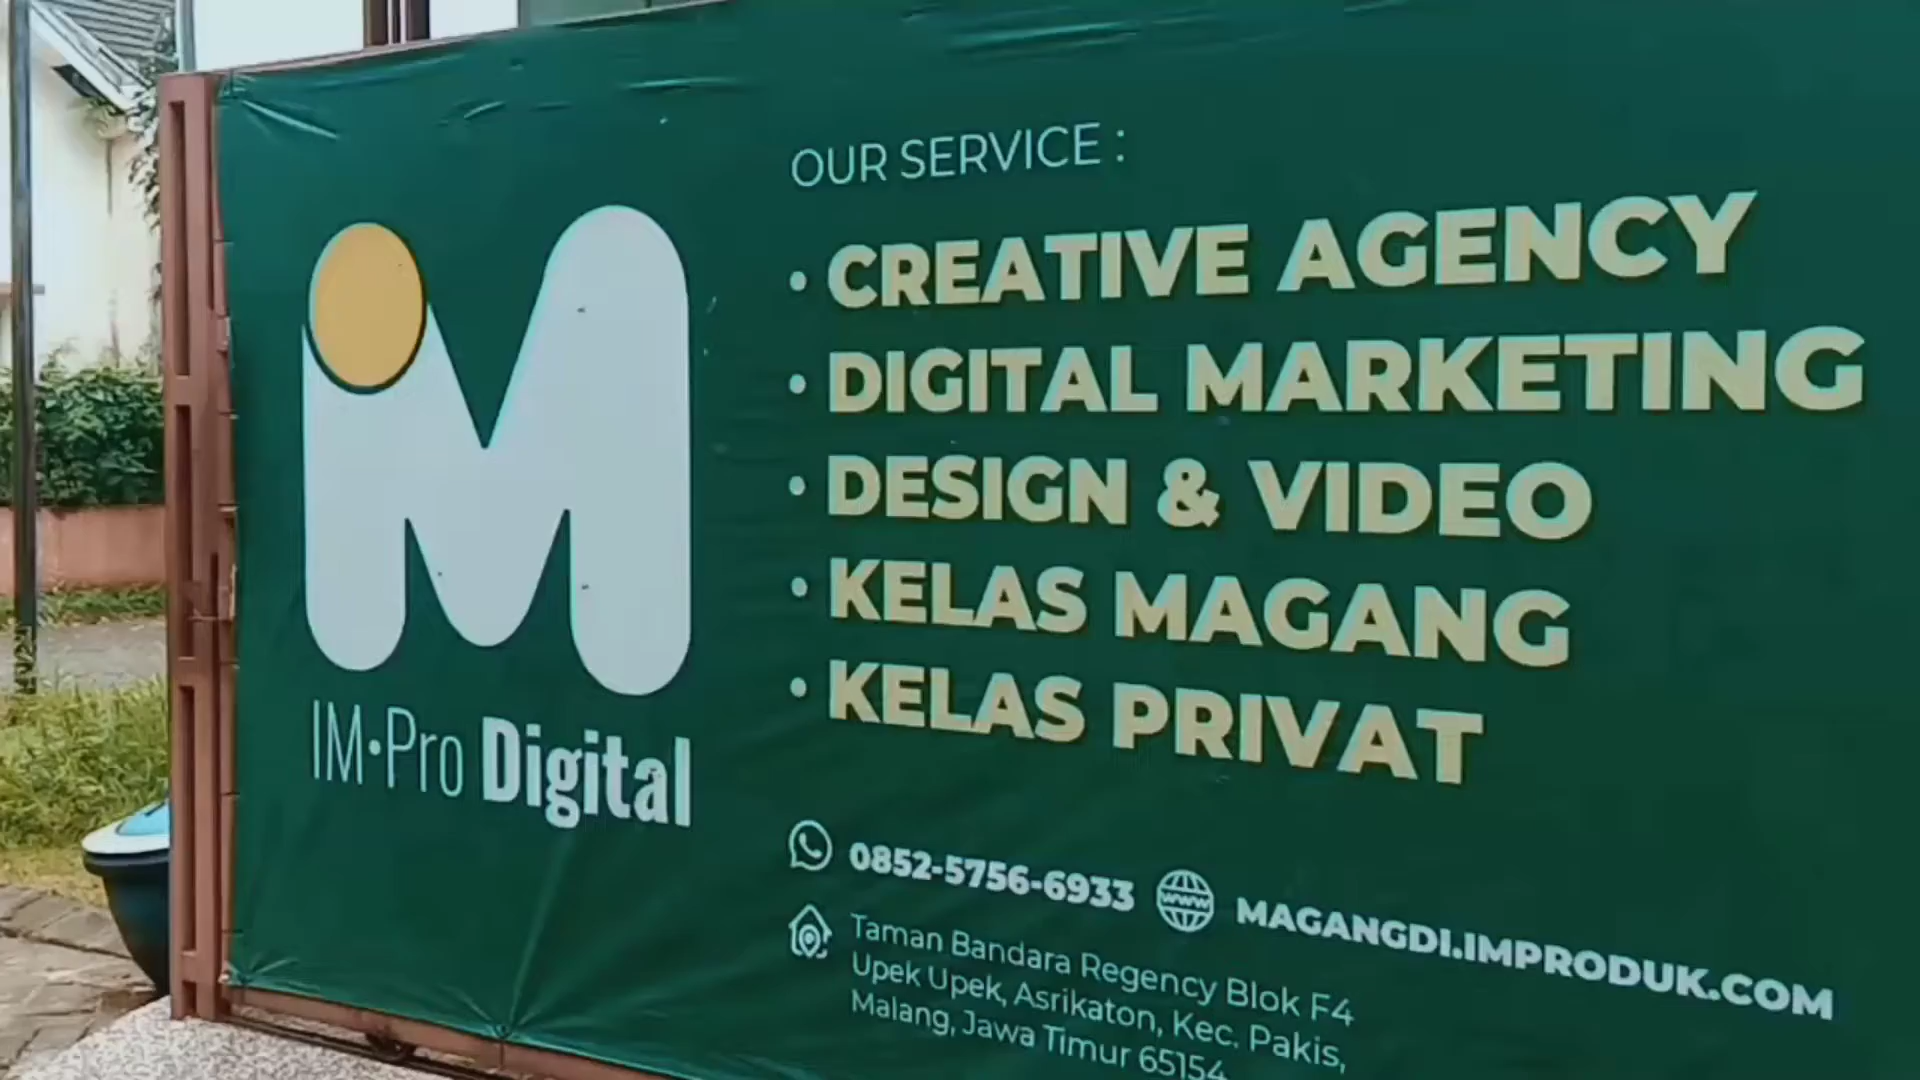 IM•Pro Digital
OUR SERVICE :
• CREATIVE AGENCY
• DIGITAL MARKETING
• DESIGN & VIDEO
• KELAS MAGANG
• KELAS PRIVAT
0852-5756-6933
www
MAGANGDI.IMPRODUK.COM
Taman Bandara Regency Blok F4
Upek Upek, Asrikaton, Kec. Pakis,
Malang, Jawa Timur 65154